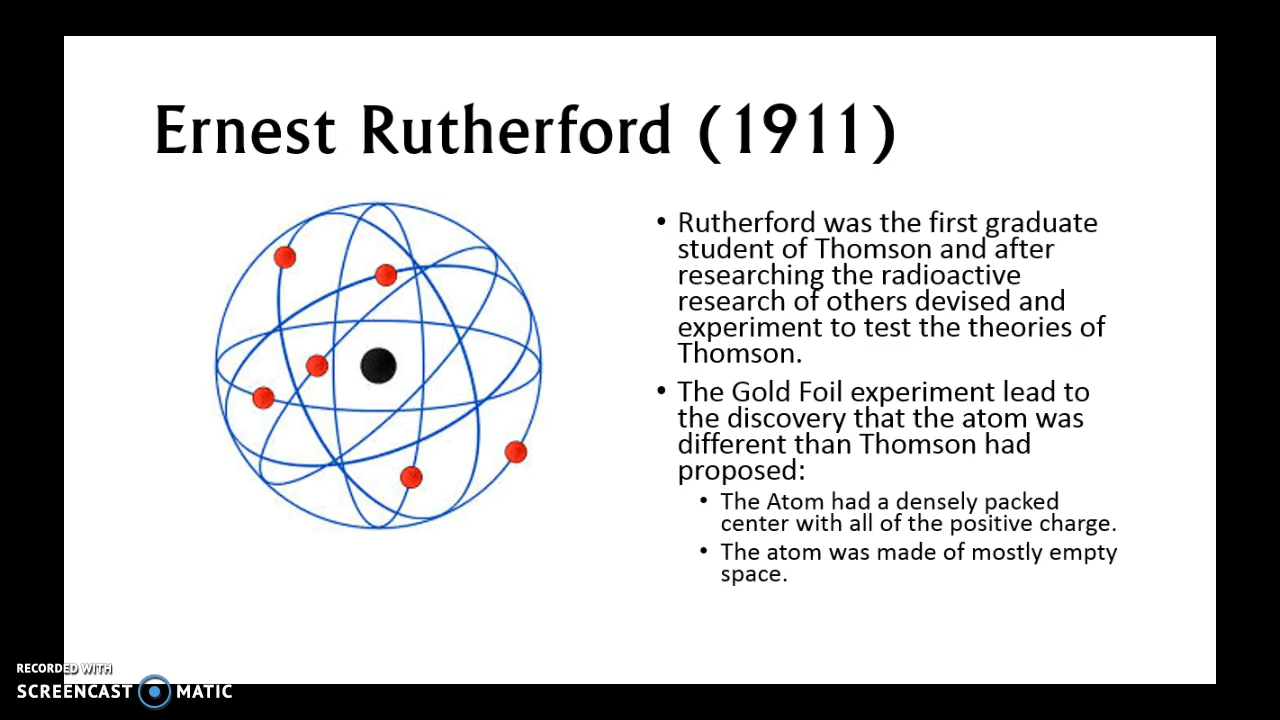 Ernest Rutherford (1911)
• Rutherford was the first graduate
student of Thomson and after
researching the radioactive
research of others devised and
experiment to test the theories of
Thomson.
• The Gold Foil experiment lead to
the discovery that the atom was
different than Thomson had
proposed:
• The Atom had a densely packed
center with all of the positive charge.
• The atom was made of mostly empty
space.
RECORDED WITH
SCREENCAST MATIC